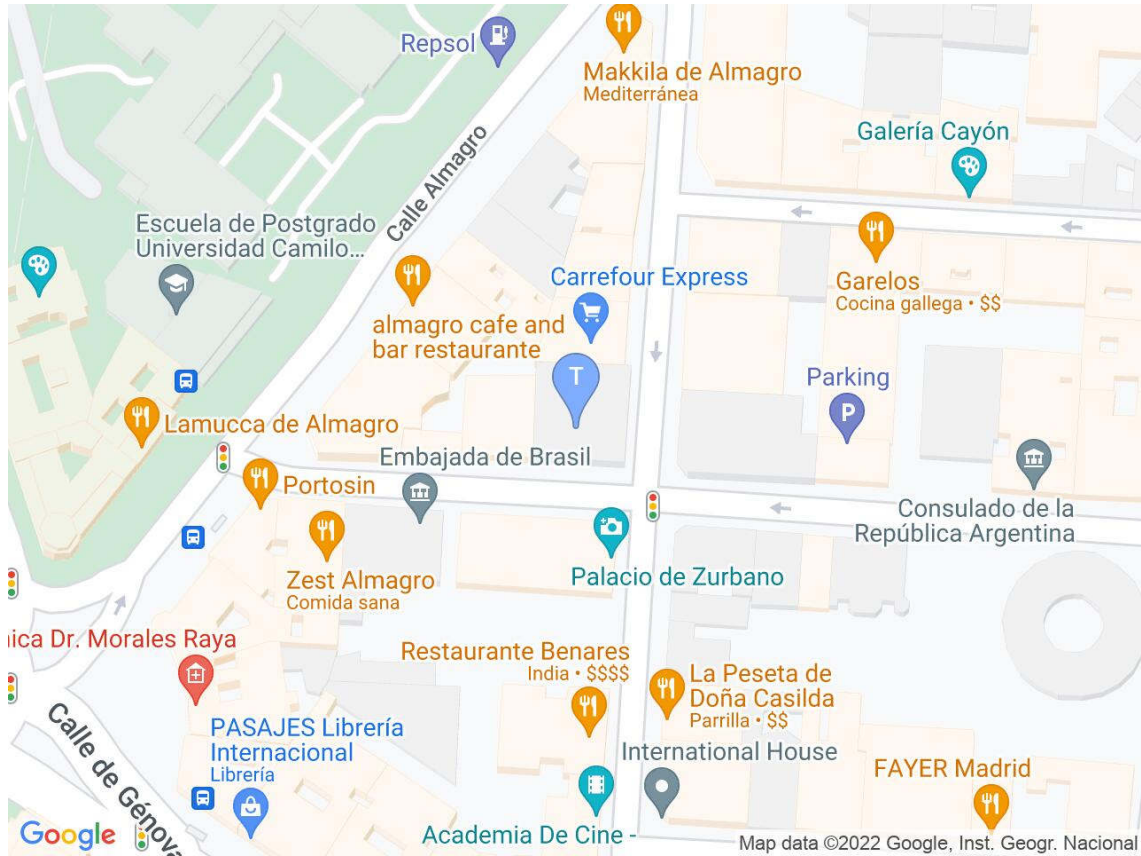 Repsol
Makkila de Almagro
Mediterránea
Galería Cayón
Calle Almagro
Escuela de Postgrado
Universidad Camilo...
Carrefour Express
Garelos
Cocina gallega • $$
almagro cafe and
bar restaurante
T
Parking
P
Lamucca de Almagro
Embajada de Brasil
Portosin
Consulado de la
República Argentina
Zest Almagro
Comida sana
Palacio de Zurbano
nica Dr. Morales Raya
Restaurante Benares
India • $$$$
La Peseta de
Doña Casilda
Parrilla • $$
Calle de Génova
PASAJES Librería
Internacional
Librería
International House
FAYER Madrid
Academia De Cine -
Google
Map data ©2022 Google, Inst. Geogr. Nacional